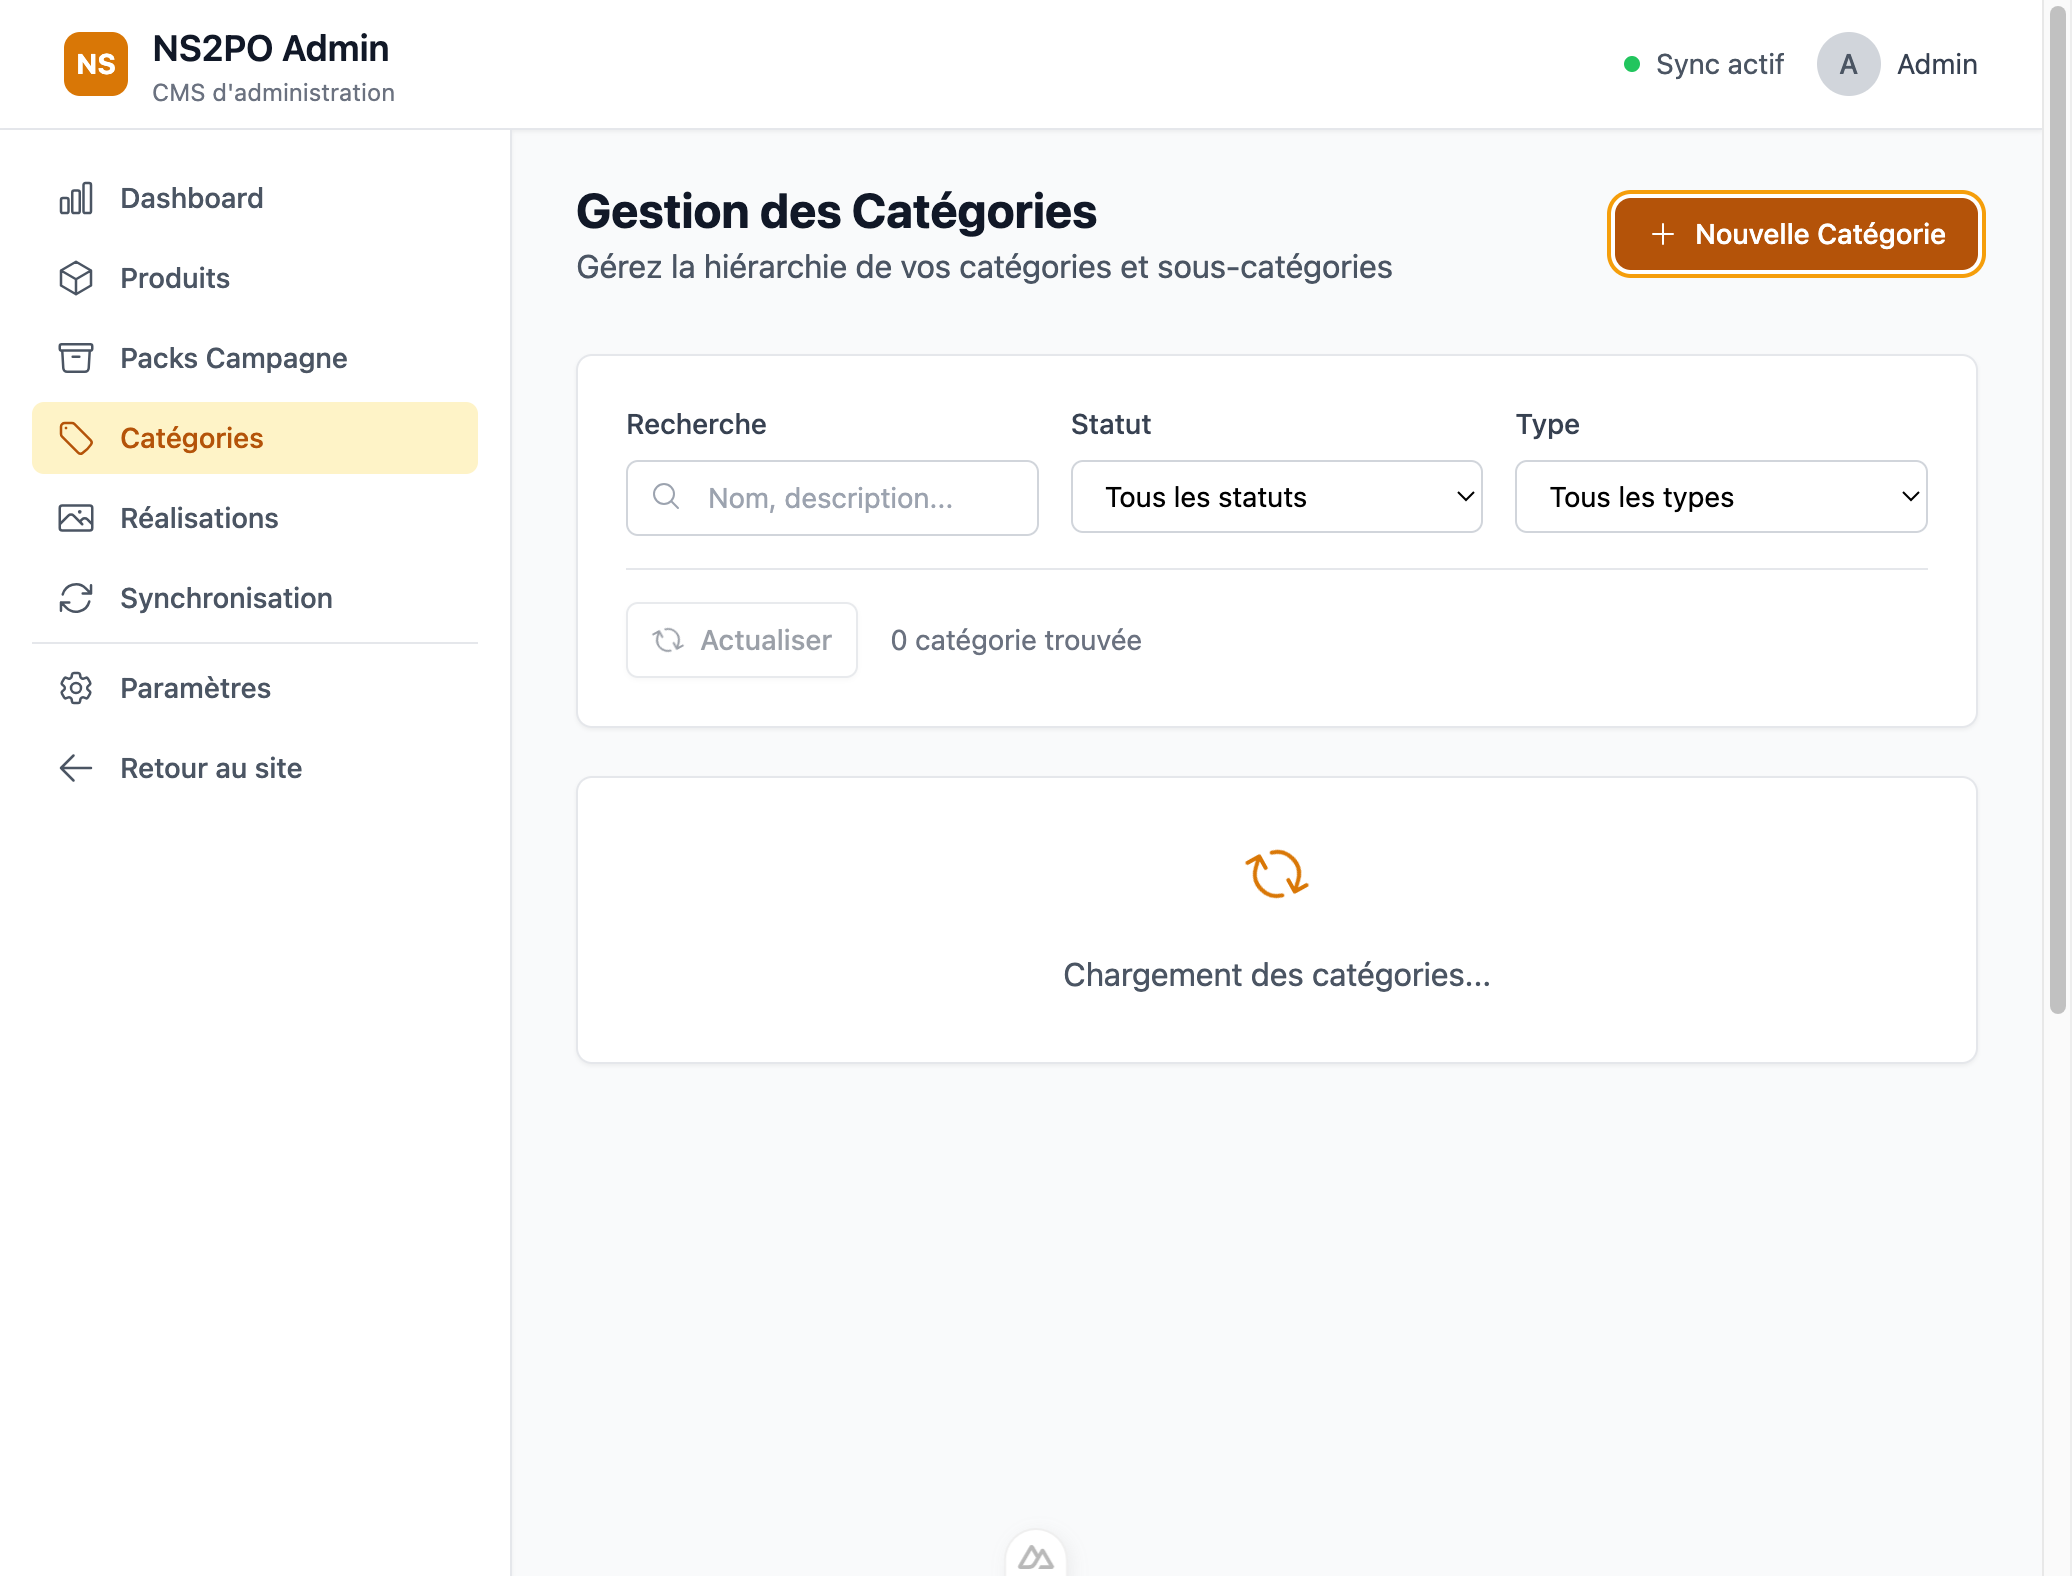 NS
NS2PO Admin
CMS d'administration
Sync actif
A
Admin
Dashboard
Produits
Packs Campagne
Catégories
Réalisations
Synchronisation
Paramètres
Retour au site
Gestion des Catégories
Gérez la hiérarchie de vos catégories et sous-catégories
Nouvelle Catégorie
Recherche
Statut
Type
Nom, description...
Tous les statuts
Tous les types
Actualiser
0 catégorie trouvée
Chargement des catégories...